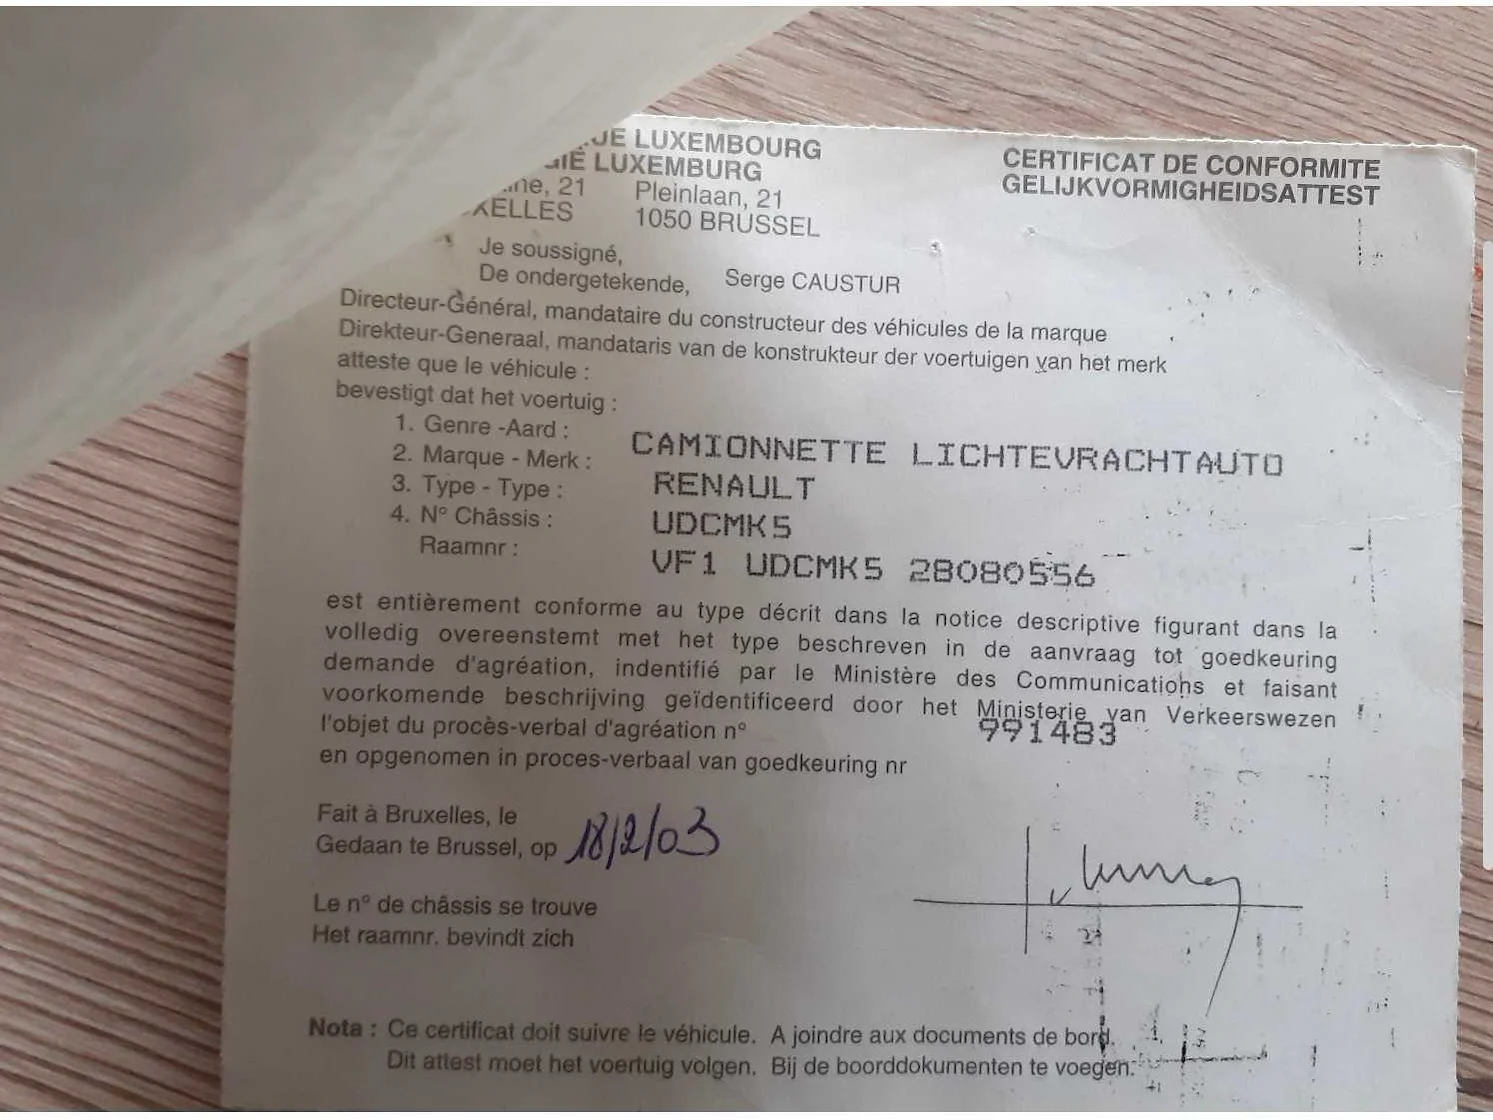 UE LUXEMBOURG
GIË LUXEMBURG
ine, 21 Pleinlaan, 21
XELLES 1050 BRUSSEL
CERTIFICAT DE CONFORMITE
GELIJKVORMIGHEIDSATTEST
Je soussigné,
De ondergetekende, Serge CAUSTUR
Directeur-Général, mandataire du constructeur des véhicules de la marque
Direkteur-Generaal, mandataris van de konstrukteur der voertuigen van het merk
atteste que le véhicule :
bevestigt dat het voertuig :
1. Genre -Aard : CAMIONNETTE LICHTEVRACHTAUTO
2. Marque - Merk : RENAULT
3. Type - Type : UDCMK5
4. N° Châssis :
Raamnr : VF1 UDCMK5 28080556
est entièrement conforme au type décrit dans la notice descriptive figurant dans la
volledig overeenstemt met het type beschreven in de aanvraag tot goedkeuring
demande d'agréation, indentifié par le Ministère des Communications et faisant
voorkomende beschrijving geïdentificeerd door het Ministerie van Verkeerswezen
l'objet du procès-verbal d'agréation n° 991483
en opgenomen in proces-verbaal van goedkeuring nr
Fait à Bruxelles, le
Gedaan te Brussel, op 18/2/03
Le n° de châssis se trouve
Het raamnr. bevindt zich
Nota : Ce certificat doit suivre le véhicule. A joindre aux documents de bord.
Dit attest moet het voertuig volgen. Bij de boorddokumenten te voegen.